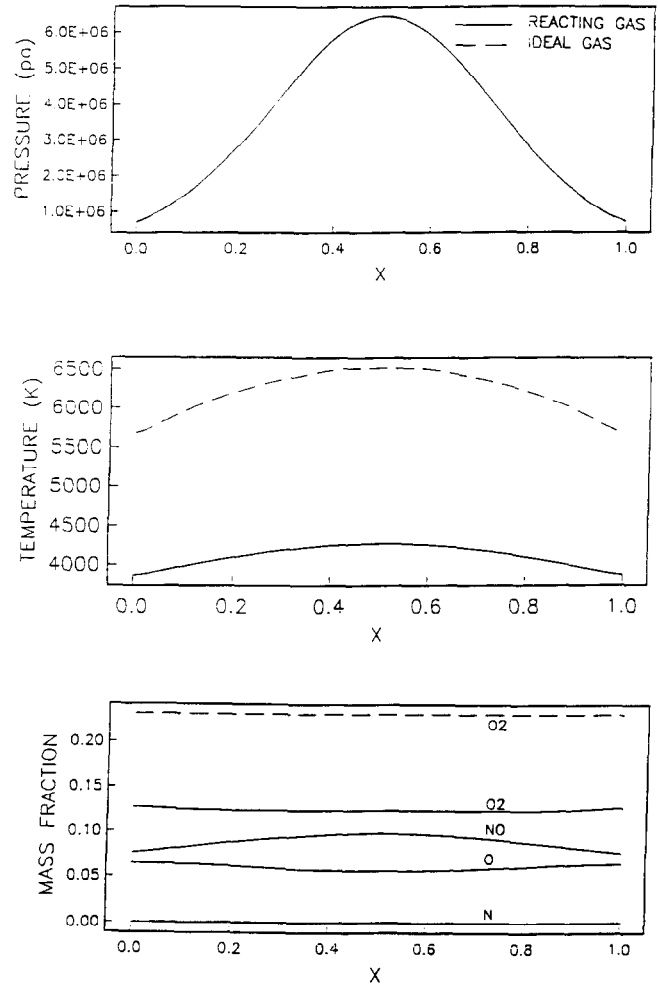 REACTING GAS
IDEAL GAS
PRESSURE (pa)
6.0E+06
5.0E+06
4.0E+06
3.0E+06
2.0E+06
1.0E+06
0.0 0.2 0.4 0.6 0.8 1.0
X
TEMPERATURE (K)
6500
6000
5500
5000
4500
4000
0.0 0.2 0.4 0.6 0.8 1.0
X
MASS FRACTION
0.20
0.15
0.10
0.05
0.00
O2
O2
NO
O
N
0.0 0.2 0.4 0.6 0.8 1.0
X